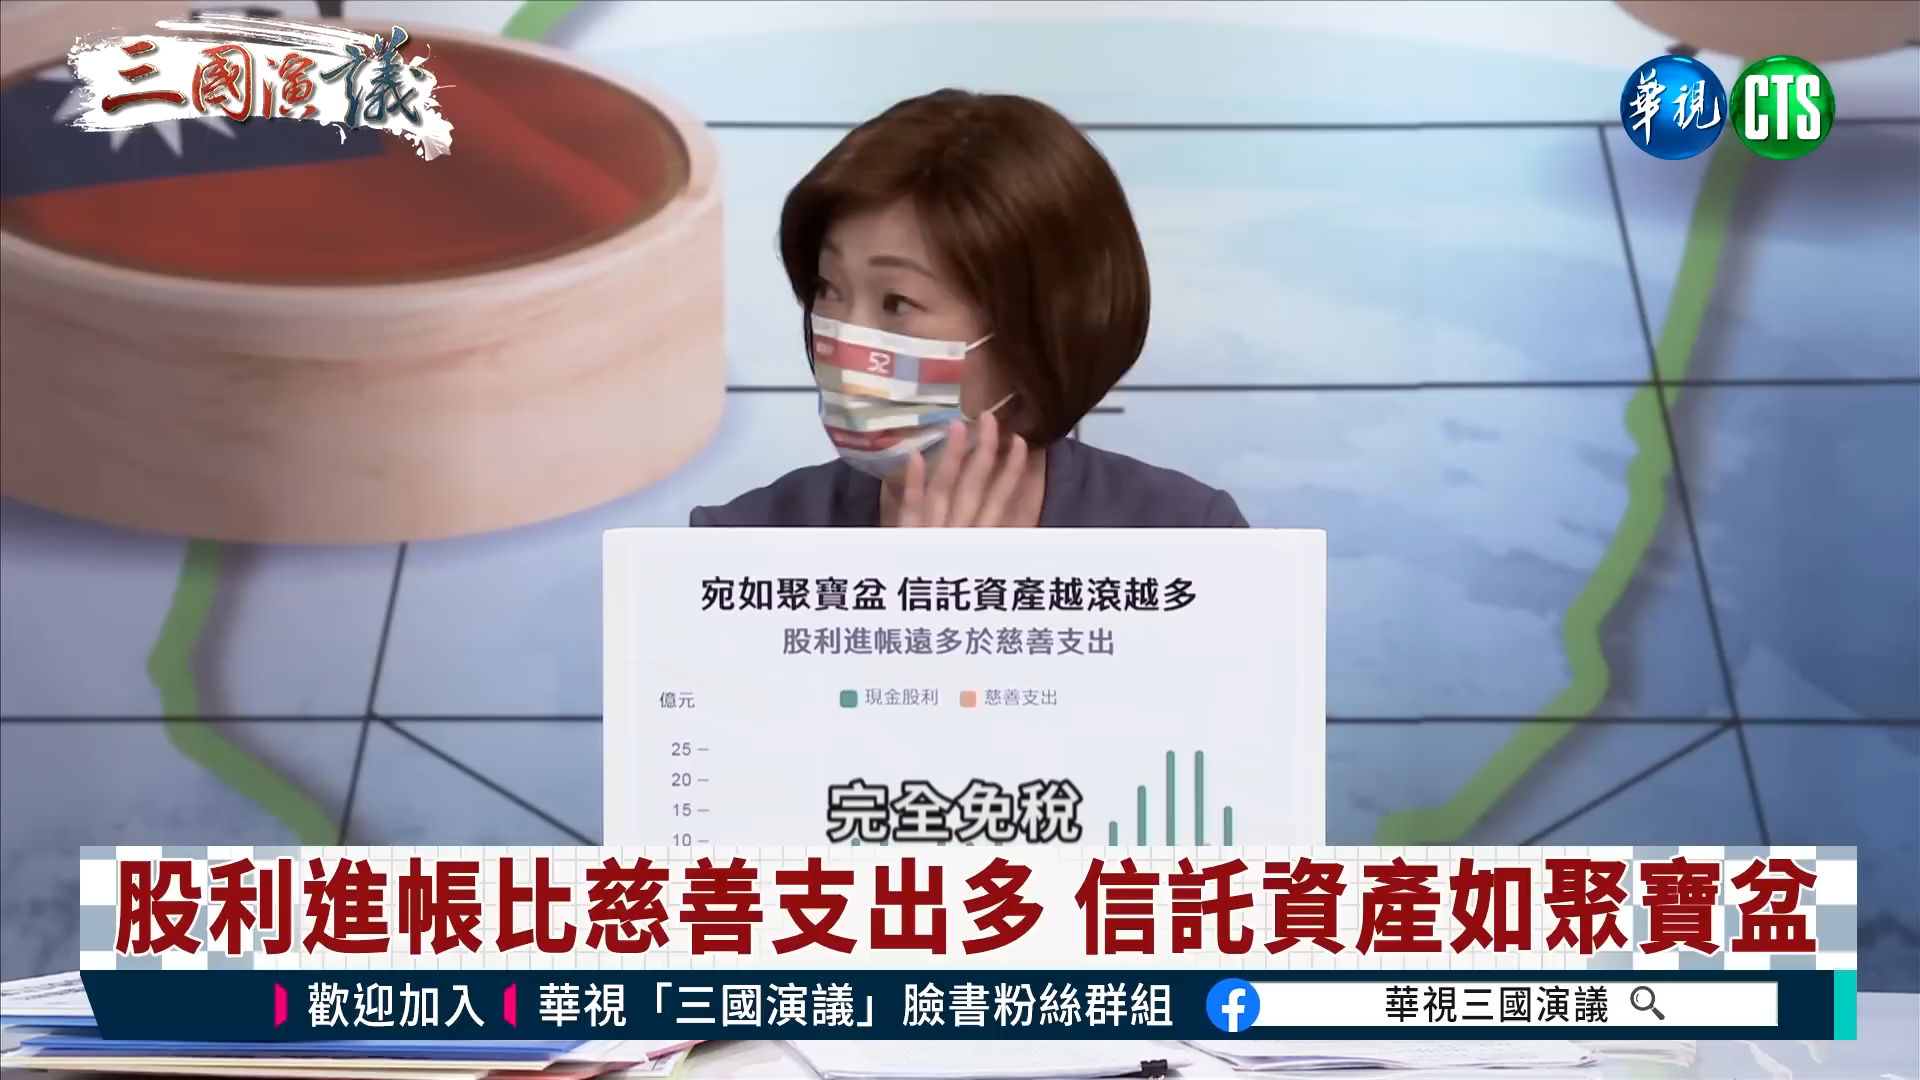 三國演議
華視 CTS
52
宛如聚寶盆 信託資產越滾越多
股利進帳遠多於慈善支出
億元
現金股利 慈善支出
25
20
15
10
完全免稅
股利進帳比慈善支出多 信託資產如聚寶盆
歡迎加入 華視「三國演議」臉書粉絲群組
華視三國演議